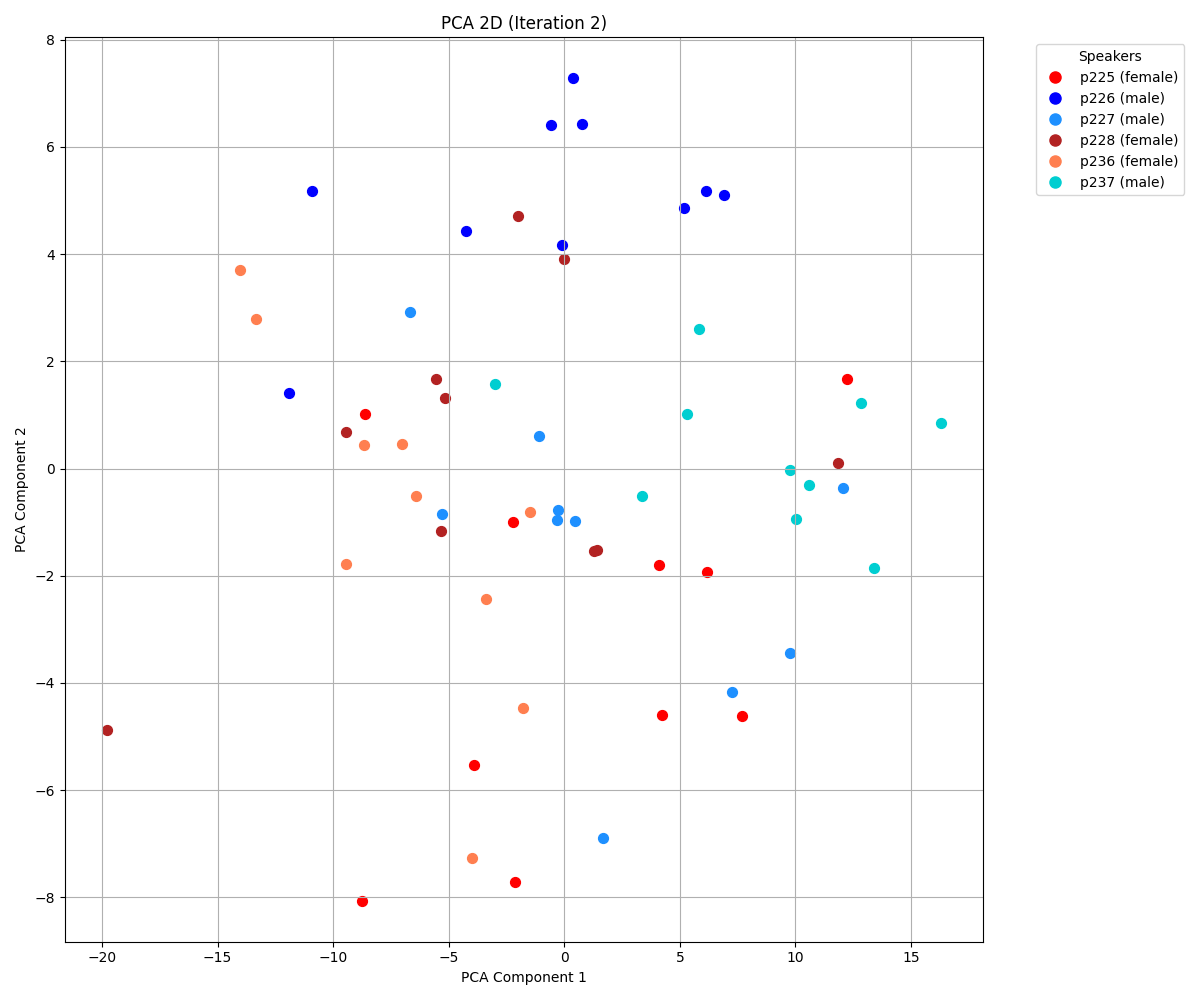 PCA 2D (Iteration 2)
Speakers
p225 (female)
p226 (male)
p227 (male)
p228 (female)
p236 (female)
p237 (male)
PCA Component 2
8
6
4
2
0
−2
−4
−6
−8
−20 −15 −10 −5 0 5 10 15
PCA Component 1